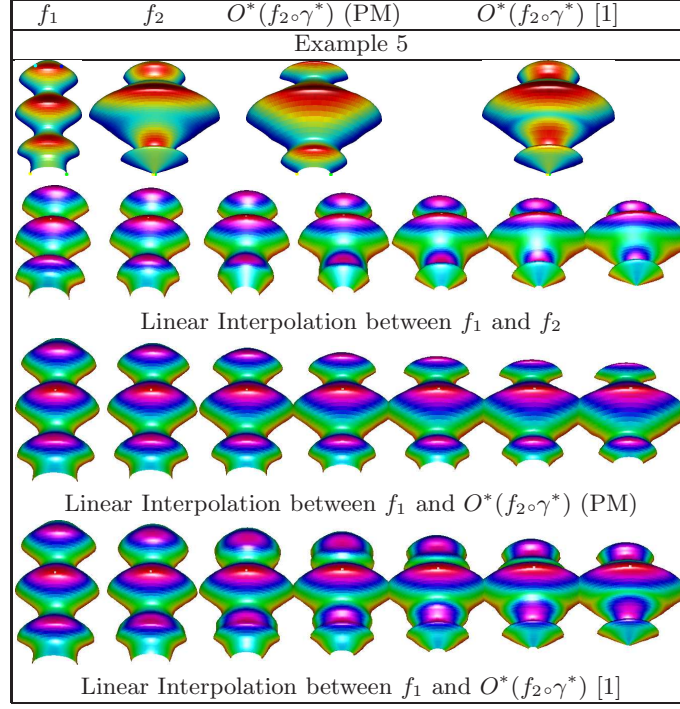 f₁ f₂ O*(f₂∘γ*) (PM) O*(f₂∘γ*) [1]
Example 5
Linear Interpolation between f₁ and f₂
Linear Interpolation between f₁ and O*(f₂∘γ*) (PM)
Linear Interpolation between f₁ and O*(f₂∘γ*) [1]